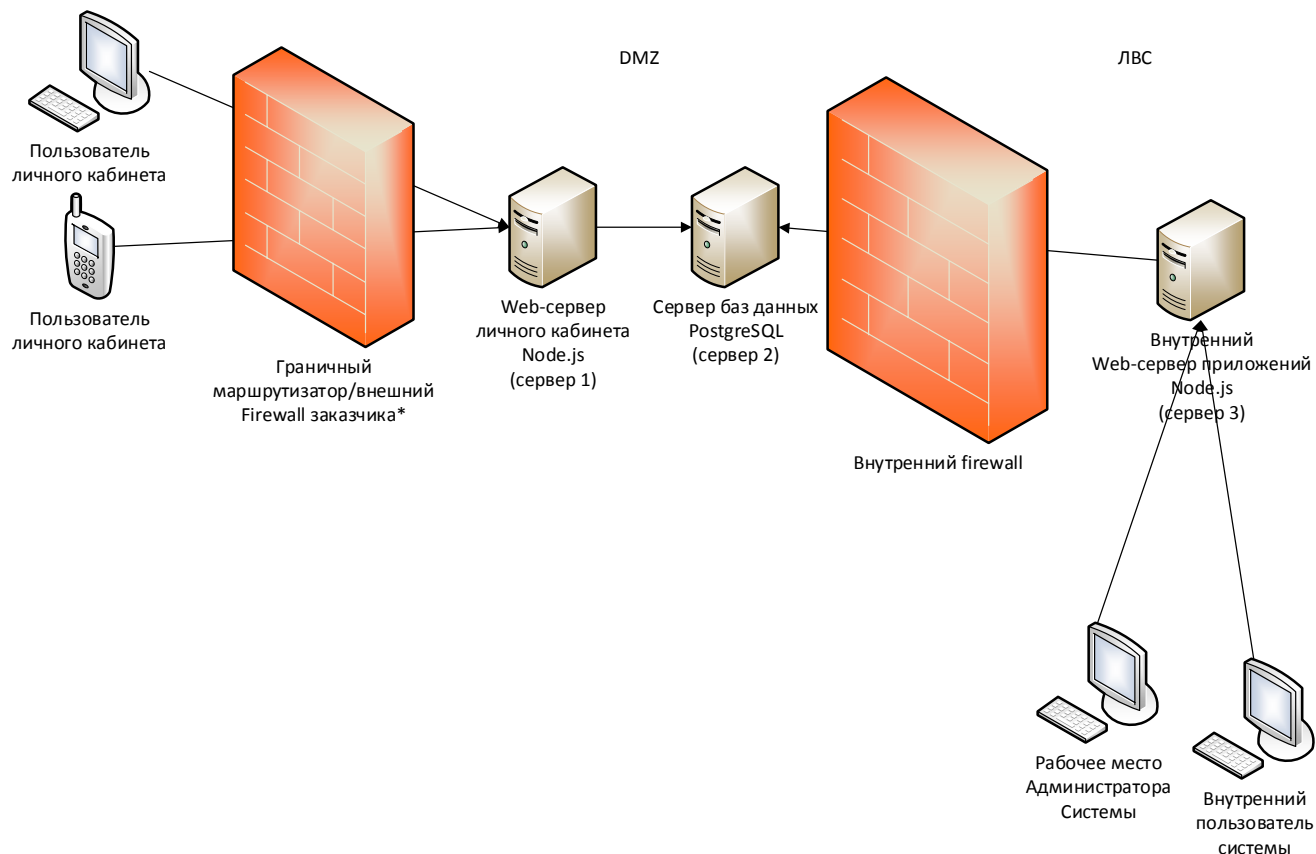 DMZ
ЛВС
Пользователь
личного кабинета
Пользователь
личного кабинета
Граничный
маршрутизатор/внешний
Firewall заказчика*
Web-сервер
личного кабинета
Node.js
(сервер 1)
Сервер баз данных
PostgreSQL
(сервер 2)
Внутренний firewall
Внутренний
Web-сервер приложений
Node.js
(сервер 3)
Рабочее место
Администратора
Системы
Внутренний
пользователь
системы